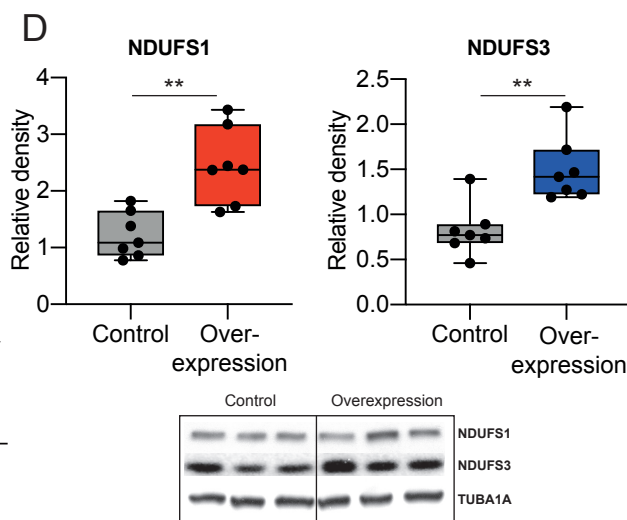 D
NDUFS1
**
Relative density
4
3
2
1
0
Control
Over-
expression
NDUFS3
**
Relative density
2.5
2.0
1.5
1.0
0.5
0.0
Control
Over-
expression
Control Overexpression
NDUFS1
NDUFS3
TUBA1A